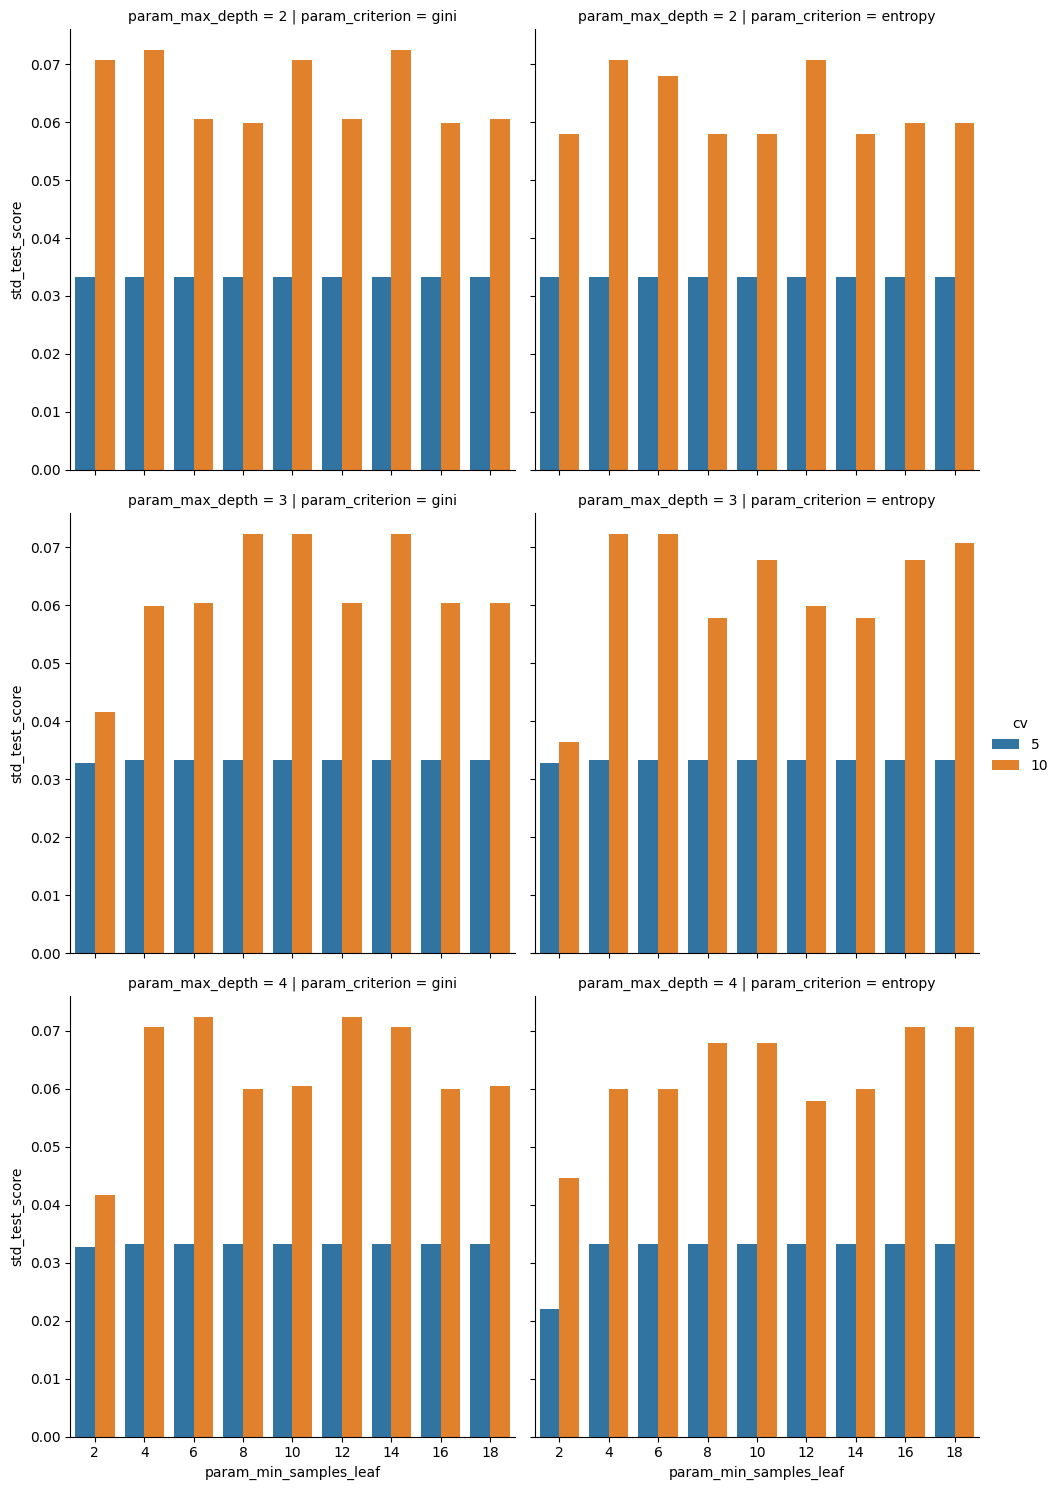 param_max_depth = 2 | param_criterion = gini
param_max_depth = 2 | param_criterion = entropy
0.07
0.06
0.05
0.04
0.03
0.02
0.01
0.00
std_test_score
param_max_depth = 3 | param_criterion = gini
param_max_depth = 3 | param_criterion = entropy
0.07
0.06
0.05
0.04
0.03
0.02
0.01
0.00
std_test_score
cv
5
10
param_max_depth = 4 | param_criterion = gini
param_max_depth = 4 | param_criterion = entropy
0.07
0.06
0.05
0.04
0.03
0.02
0.01
0.00
std_test_score
2 4 6 8 10 12 14 16 18
2 4 6 8 10 12 14 16 18
param_min_samples_leaf
param_min_samples_leaf